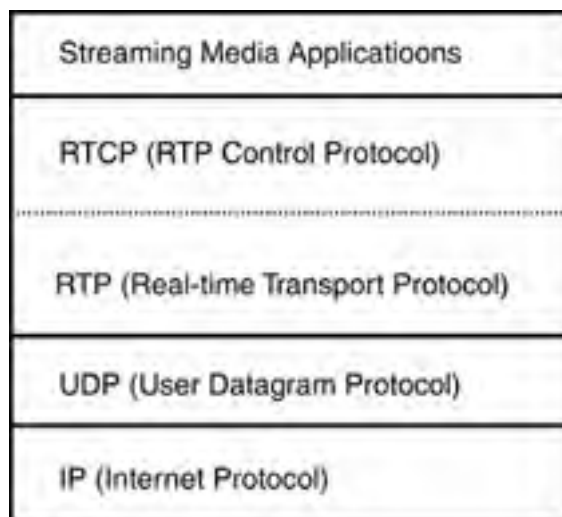 Streaming Media Applicatioons
RTCP (RTP Control Protocol)
RTP (Real-time Transport Protocol)
UDP (User Datagram Protocol)
IP (Internet Protocol)